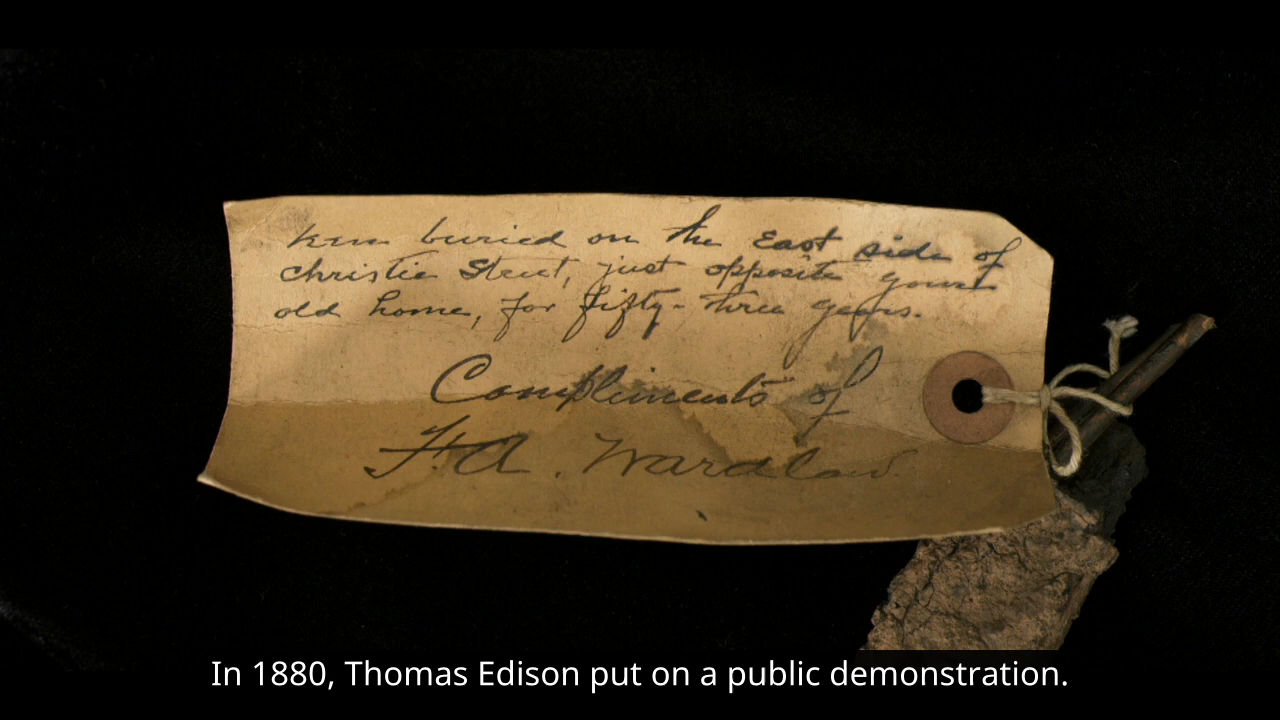 been buried on the East side of
Christie Street, just opposite your
old home, for fifty-three years.
Compliments of
F.A. Wardlaw.
In 1880, Thomas Edison put on a public demonstration.